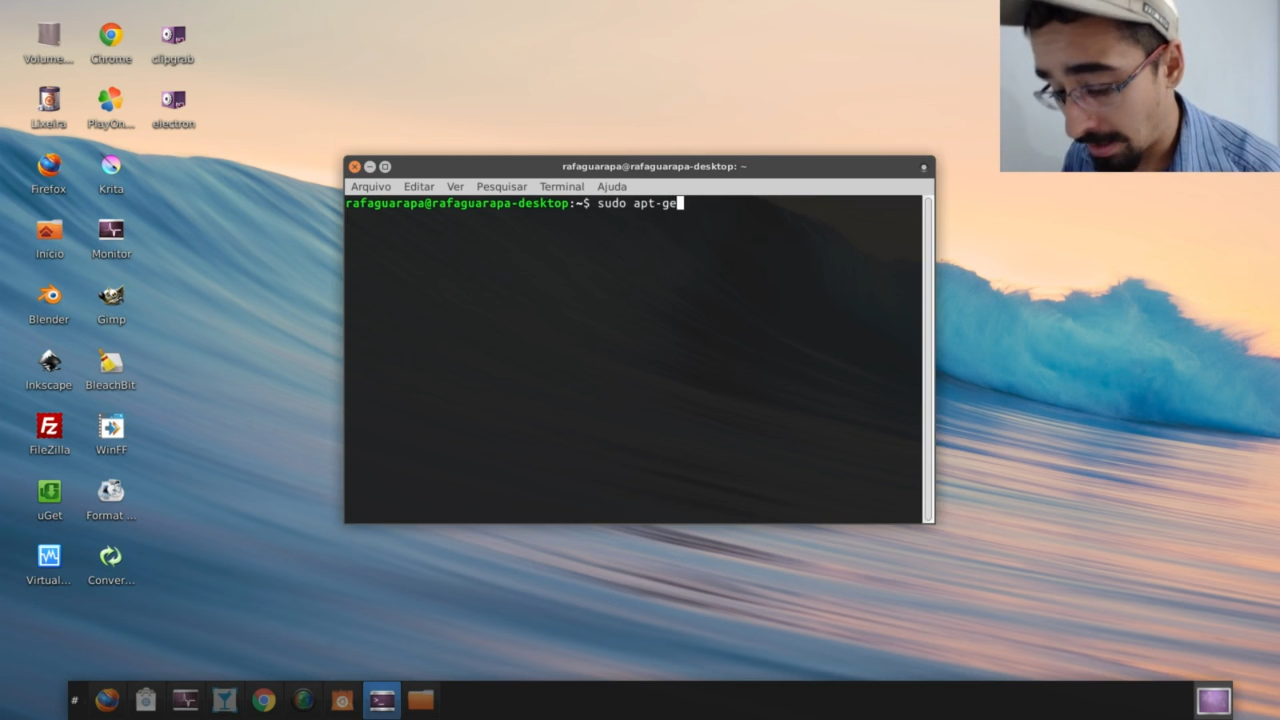 Volume...
Chrome
clipgrab
Lixeira
PlayOn...
electron
Firefox
Krita
Início
Monitor
Blender
Gimp
Inkscape
BleachBit
FileZilla
WinFF
uGet
Format ...
Virtual...
Conver...
rafaguarapa@rafaguarapa-desktop: ~
Arquivo Editar Ver Pesquisar Terminal Ajuda
rafaguarapa@rafaguarapa-desktop:~$ sudo apt-ge
#